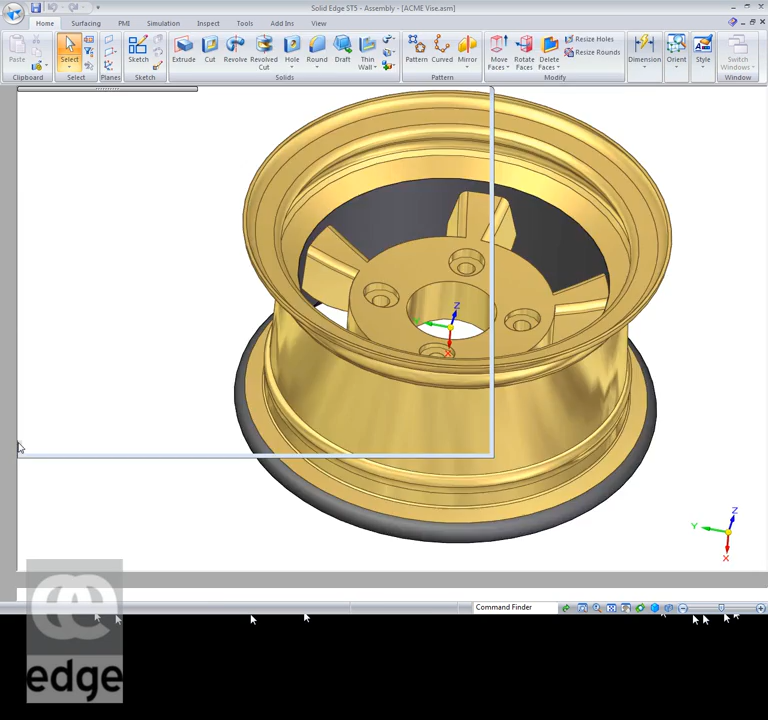 Solid Edge ST5 - Assembly - [ACME Vise.asm]
Home Surfacing PMI Simulation Inspect Tools Add Ins View
Paste
Clipboard
Select
Select
Planes
Sketch
Sketch
Extrude Cut Revolve Revolved Cut Hole Round Draft Thin Wall
Solids
Pattern Curved Mirror
Pattern
Move Faces Rotate Faces Delete Faces
Resize Holes
Resize Rounds
Modify
Dimension
Orient
Style
Switch Windows
Window
Z
X
Z
Y
X
Command Finder
edge